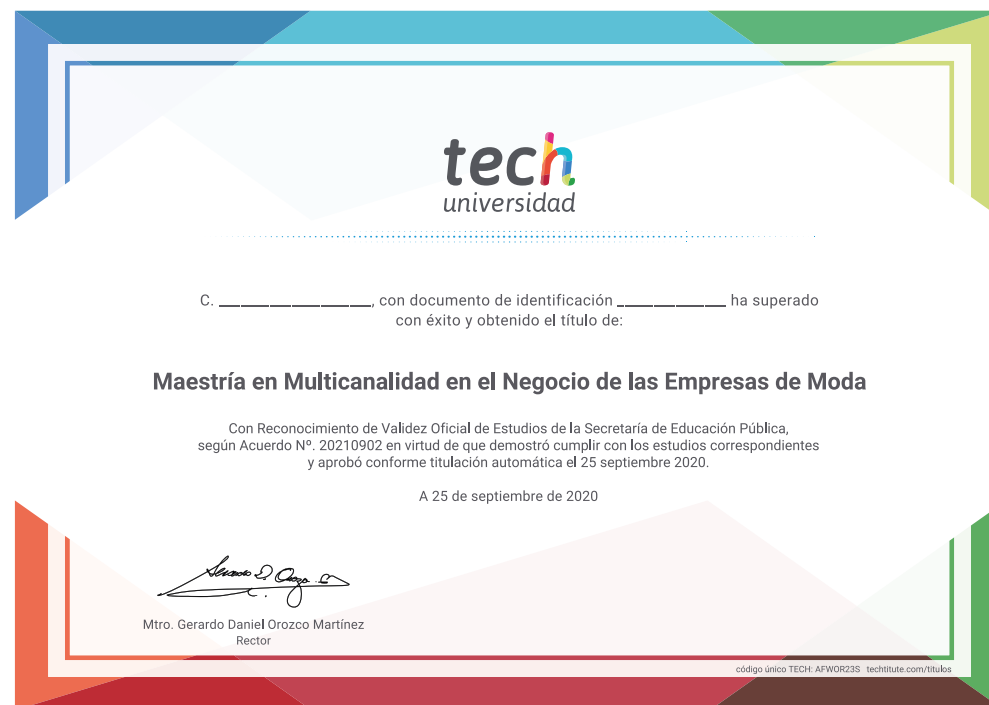 tech
universidad
C. ____________________, con documento de identificación ______________ ha superado
con éxito y obtenido el título de:
Maestría en Multicanalidad en el Negocio de las Empresas de Moda
Con Reconocimiento de Validez Oficial de Estudios de la Secretaría de Educación Pública,
según Acuerdo Nº. 20210902 en virtud de que demostró cumplir con los estudios correspondientes
y aprobó conforme titulación automática el 25 septiembre 2020.
A 25 de septiembre de 2020
Mtro. Gerardo Daniel Orozco Martínez
Rector
código único TECH: AFWOR23S techtitute.com/titulos